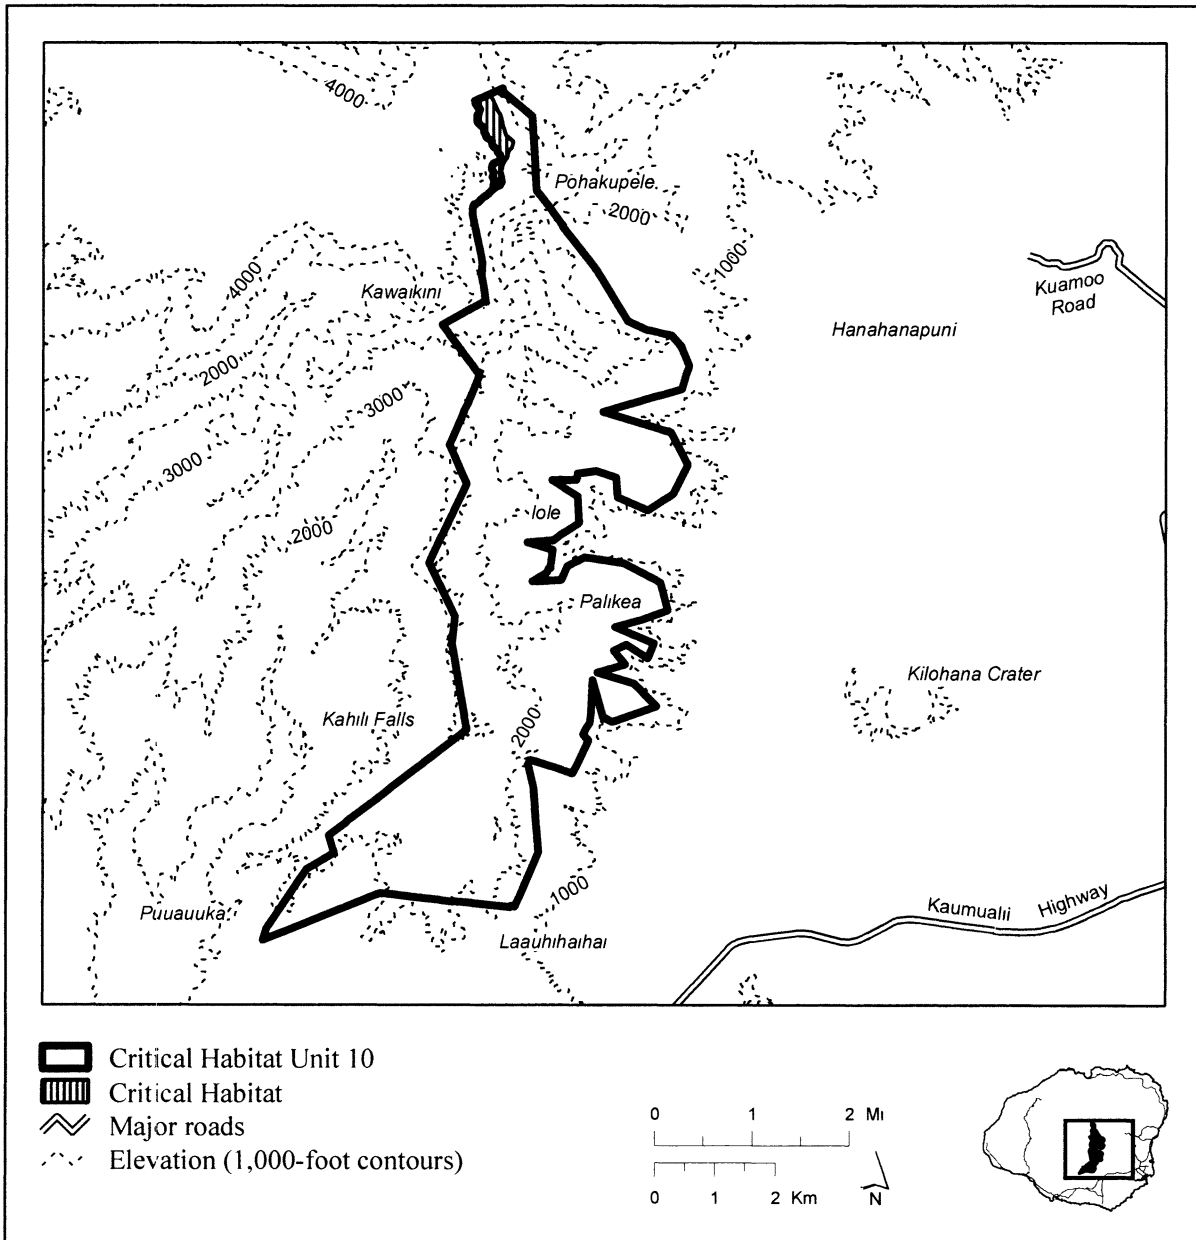 4000
Pohakupele
2000
1000
4000
Kawaikini
Kuamoo
Road
Hanahanapuni
2000
3000
3000
Iole
2000
Palikea
Kilohana Crater
Kahili Falls
2000
1000
Puuauuka
Kaumualii Highway
Laauhihaihai
Critical Habitat Unit 10
Critical Habitat
Major roads
Elevation (1,000-foot contours)
0 1 2 Mi
0 1 2 Km
N